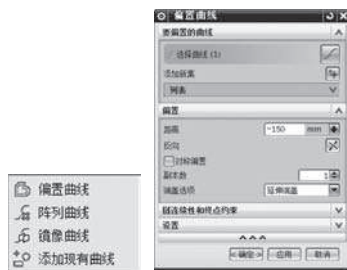 偏置曲线
阵列曲线
镜像曲线
添加现有曲线
偏置曲线
要偏置的曲线
选择曲线 (1)
添加新集
列表
偏置
距离 -150 mm
反向
对称偏置
副本数 1
端盖选项 延伸端盖
链连续性和终点约束
设置
<确定> 应用 取消